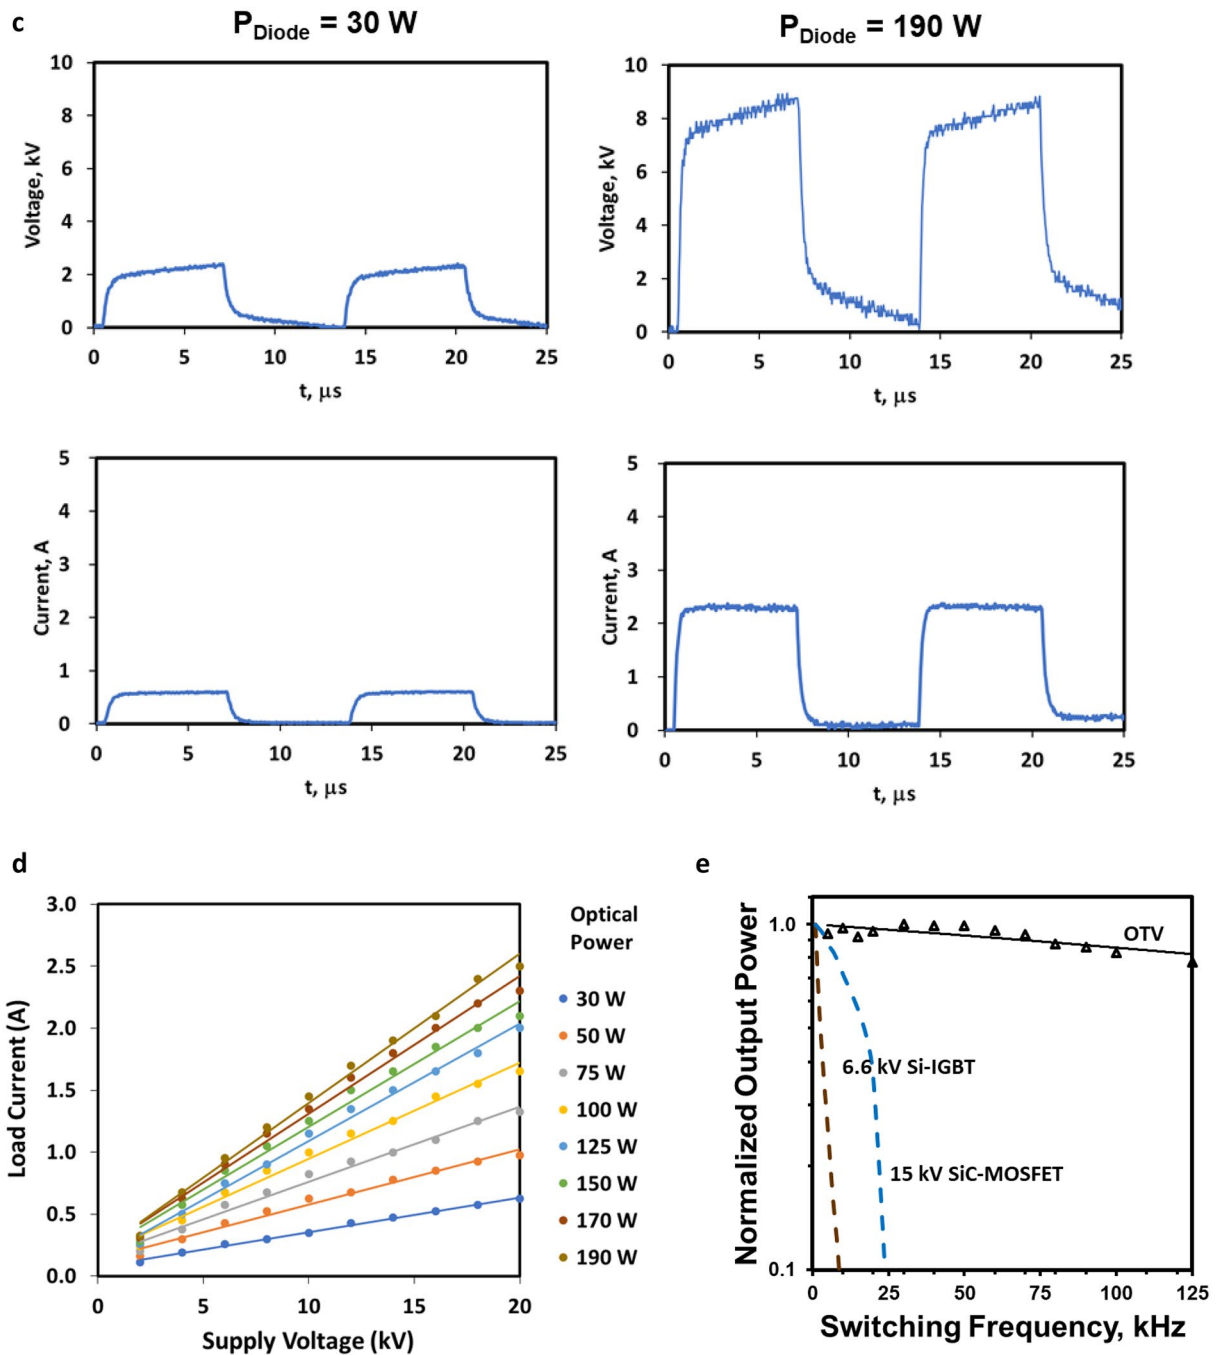 c
P_Diode = 30 W
P_Diode = 190 W
10
8
6
4
2
0
Voltage, kV
0 5 10 15 20 25
t, μs
10
8
6
4
2
0
Voltage, kV
0 5 10 15 20 25
t, μs
5
4
3
2
1
0
Current, A
0 5 10 15 20 25
t, μs
5
4
3
2
1
0
Current, A
0 5 10 15 20 25
t, μs
d
3.0
2.5
2.0
1.5
1.0
0.5
0.0
Load Current (A)
0 5 10 15 20
Supply Voltage (kV)
Optical
Power
30 W
50 W
75 W
100 W
125 W
150 W
170 W
190 W
e
1.0
0.1
Normalized Output Power
OTV
6.6 kV Si-IGBT
15 kV SiC-MOSFET
0 25 50 75 100 125
Switching Frequency, kHz